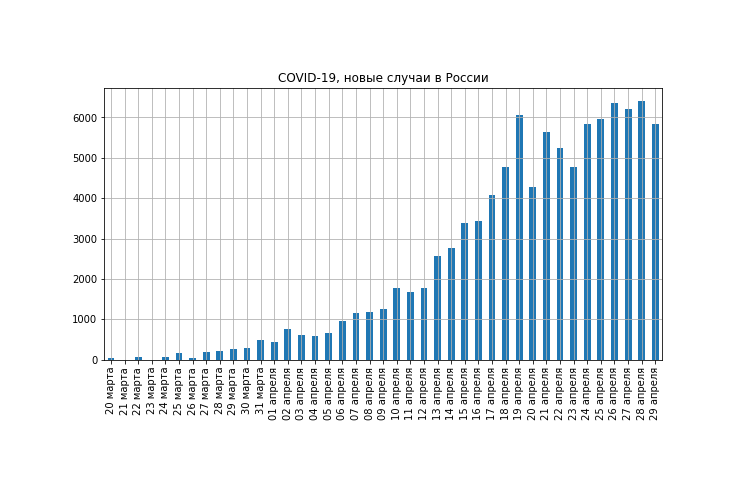 COVID-19, новые случаи в России
6000
5000
4000
3000
2000
1000
0
20 марта
21 марта
22 марта
23 марта
24 марта
25 марта
26 марта
27 марта
28 марта
29 марта
30 марта
31 марта
01 апреля
02 апреля
03 апреля
04 апреля
05 апреля
06 апреля
07 апреля
08 апреля
09 апреля
10 апреля
11 апреля
12 апреля
13 апреля
14 апреля
15 апреля
16 апреля
17 апреля
18 апреля
19 апреля
20 апреля
21 апреля
22 апреля
23 апреля
24 апреля
25 апреля
26 апреля
27 апреля
28 апреля
29 апреля